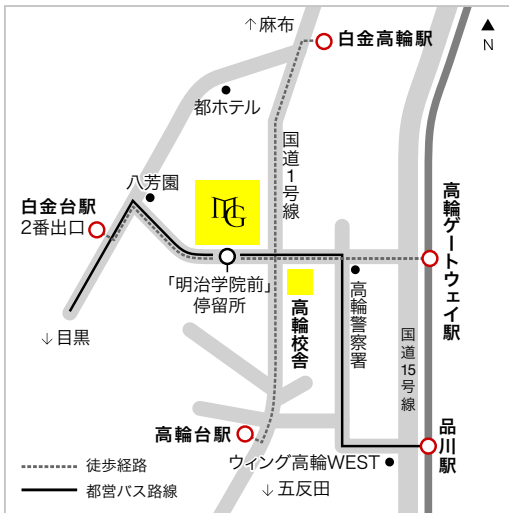 ↑麻布
白金高輪駅
▲
N
都ホテル
国道1号線
八芳園
白金台駅
2番出口
MG
高輪ゲートウェイ駅
「明治学院前」
停留所
高輪校舎
高輪警察署
国道15号線
↓目黒
高輪台駅
品川駅
ウィング高輪WEST
↓五反田
徒歩経路
都営バス路線